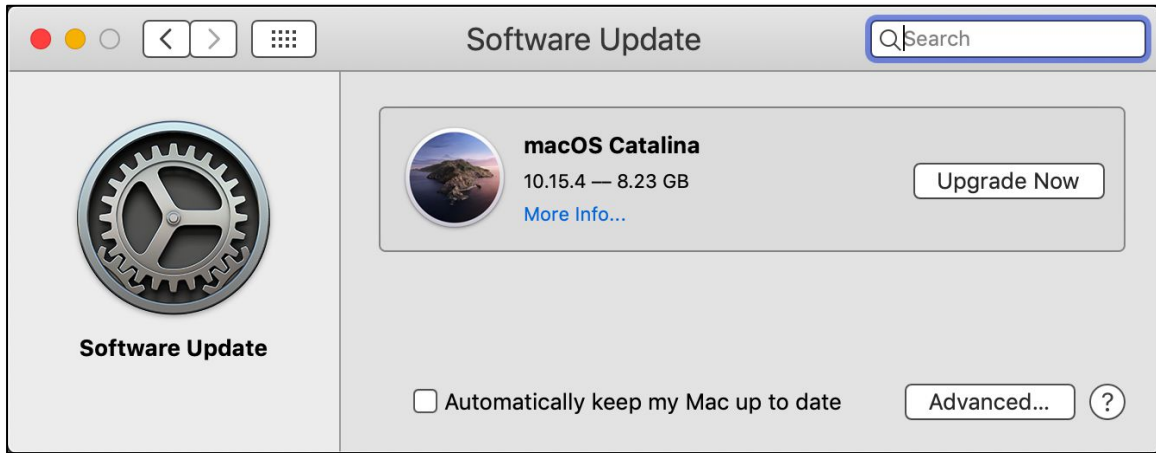 Software Update
Search
Software Update
macOS Catalina
10.15.4 — 8.23 GB
More Info...
Upgrade Now
Automatically keep my Mac up to date
Advanced...
?